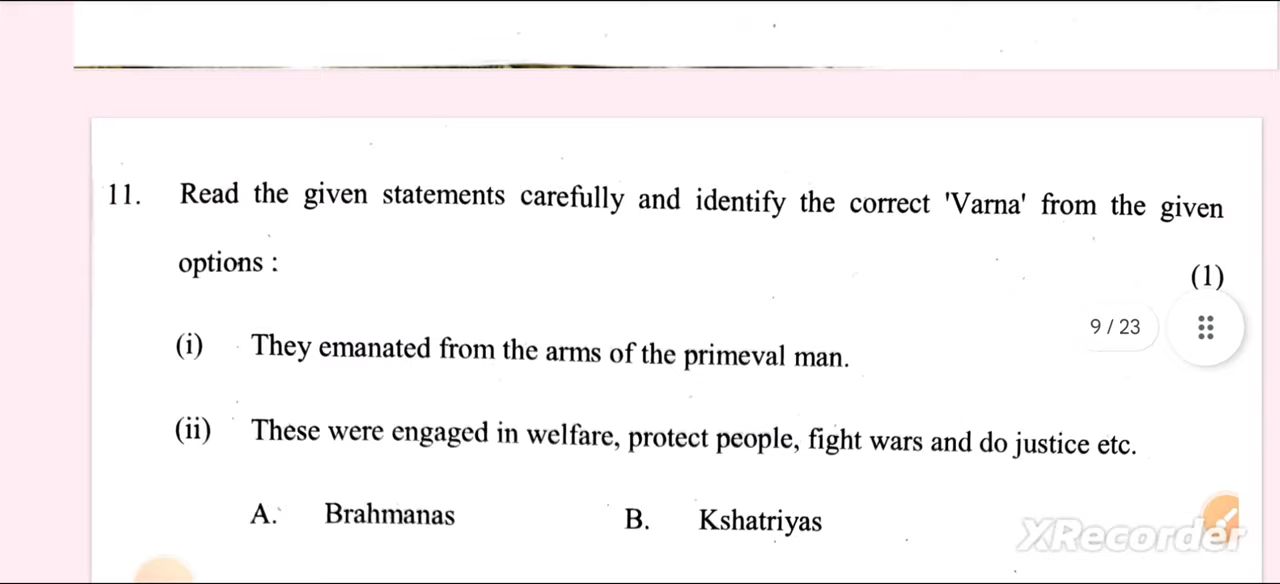 11. Read the given statements carefully and identify the correct 'Varna' from the given
options :
(1)
9 / 23
(i) They emanated from the arms of the primeval man.
(ii) These were engaged in welfare, protect people, fight wars and do justice etc.
A. Brahmanas B. Kshatriyas
XRecorder